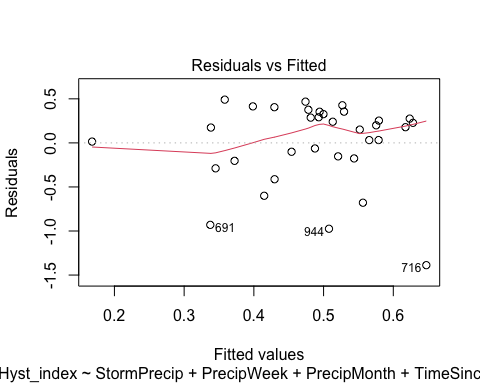 Residuals vs Fitted
Residuals
0.5
0.0
-0.5
-1.0
-1.5
691
944
716
0.2 0.3 0.4 0.5 0.6
Fitted values
Hyst_index ~ StormPrecip + PrecipWeek + PrecipMonth + TimeSinc